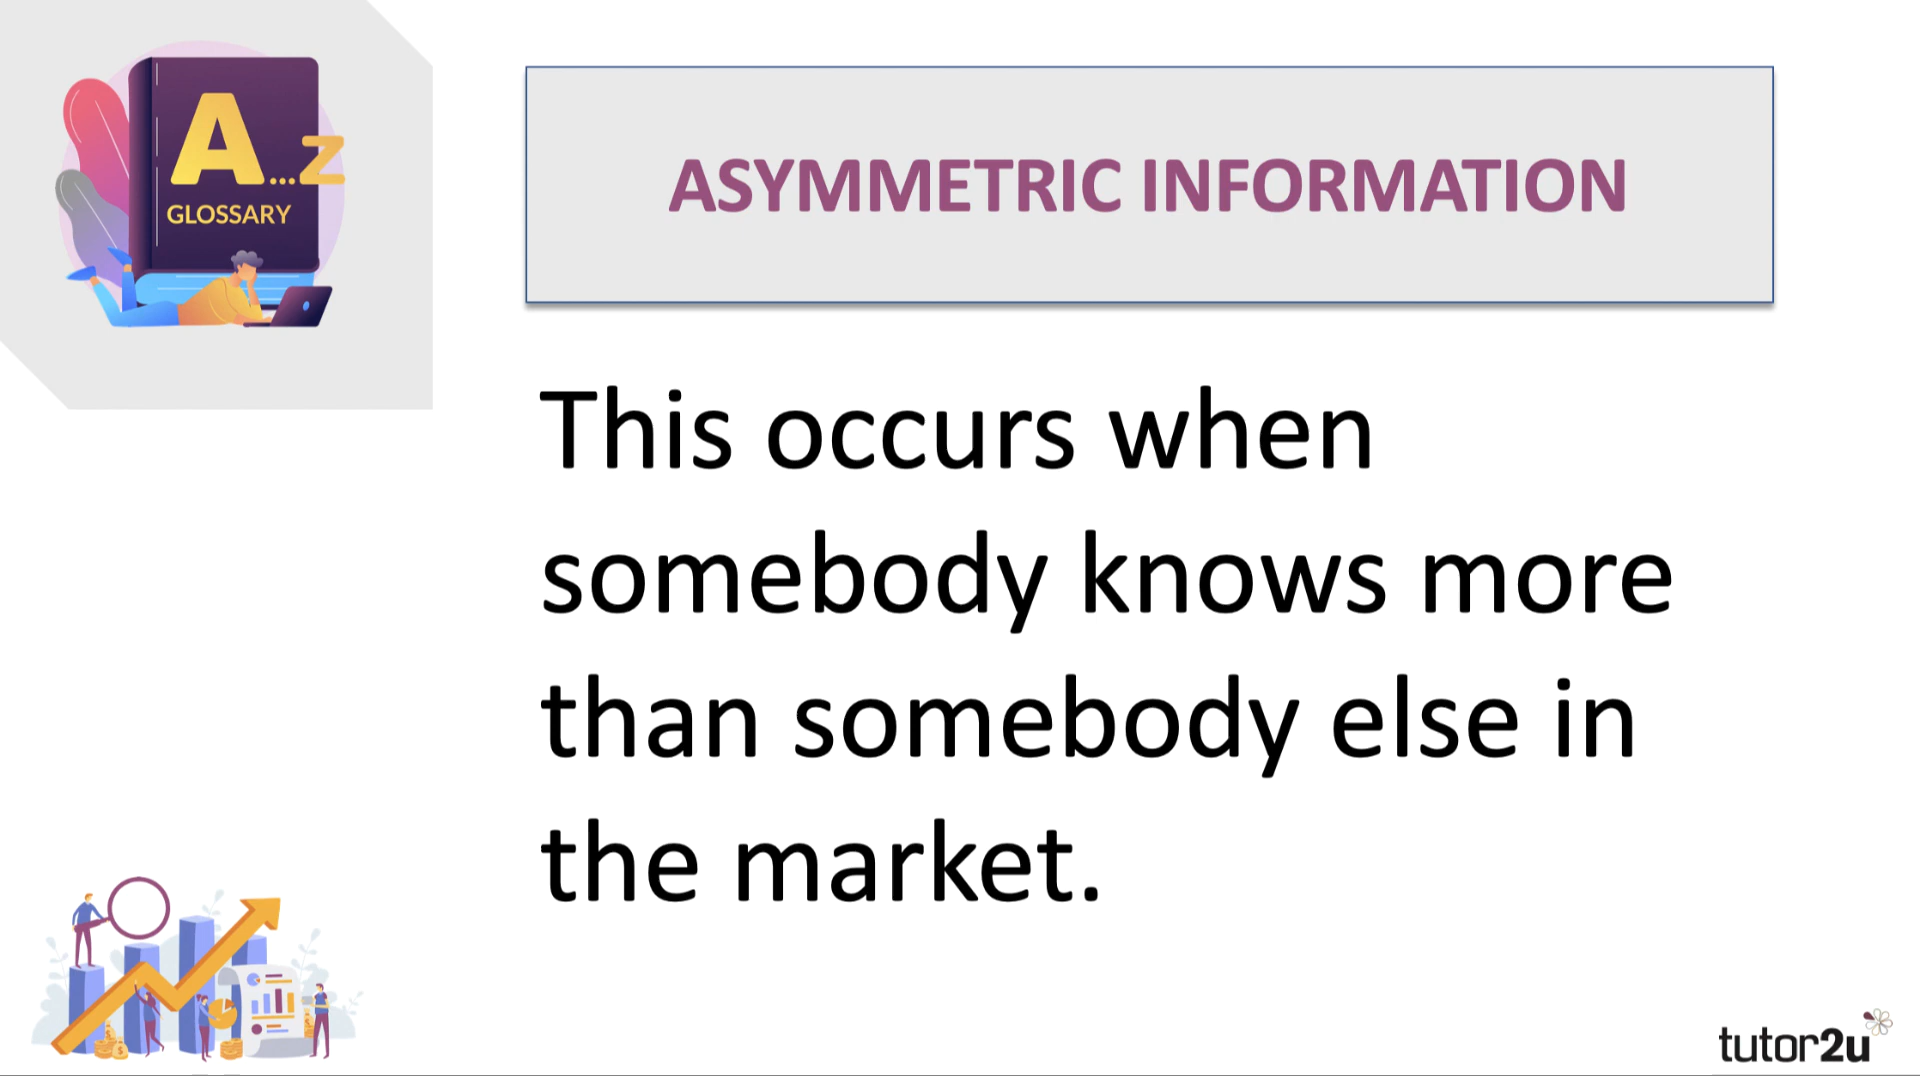 A...Z
GLOSSARY
ASYMMETRIC INFORMATION
This occurs when
somebody knows more
than somebody else in
the market.
tutor2u